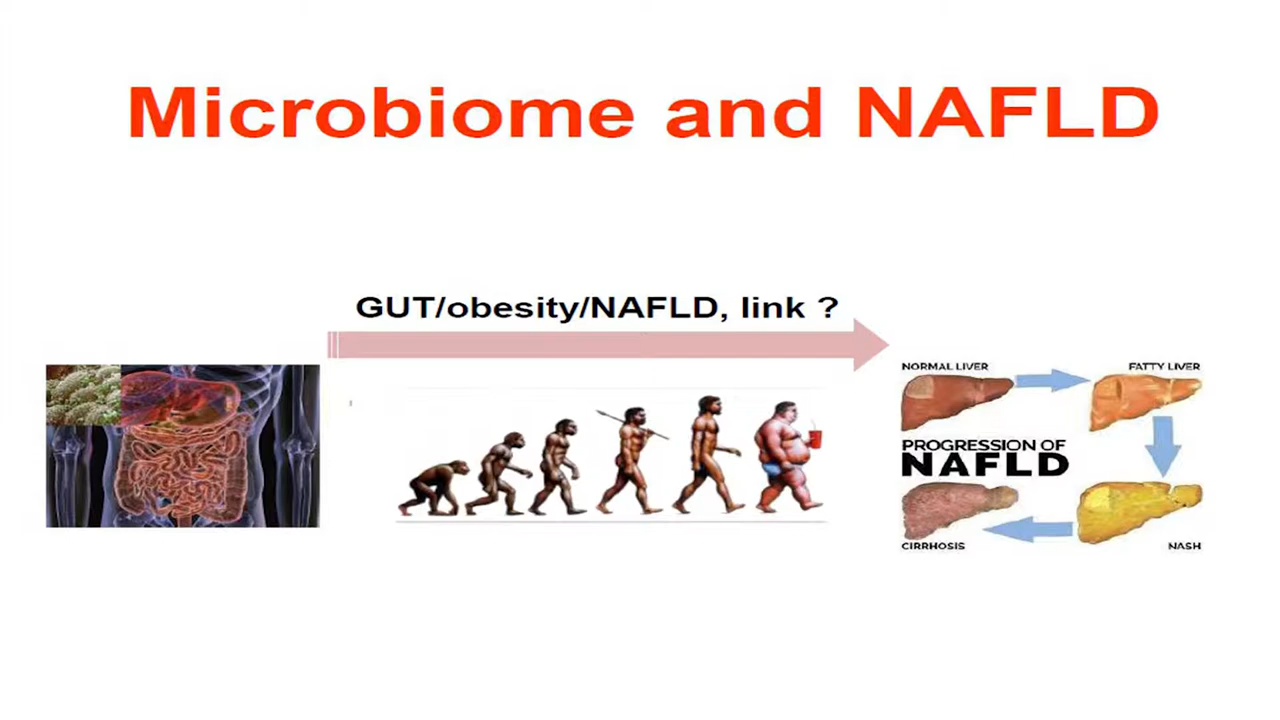 Microbiome and NAFLD
GUT/obesity/NAFLD, link ?
NORMAL LIVER
FATTY LIVER
PROGRESSION OF
NAFLD
CIRRHOSIS
NASH